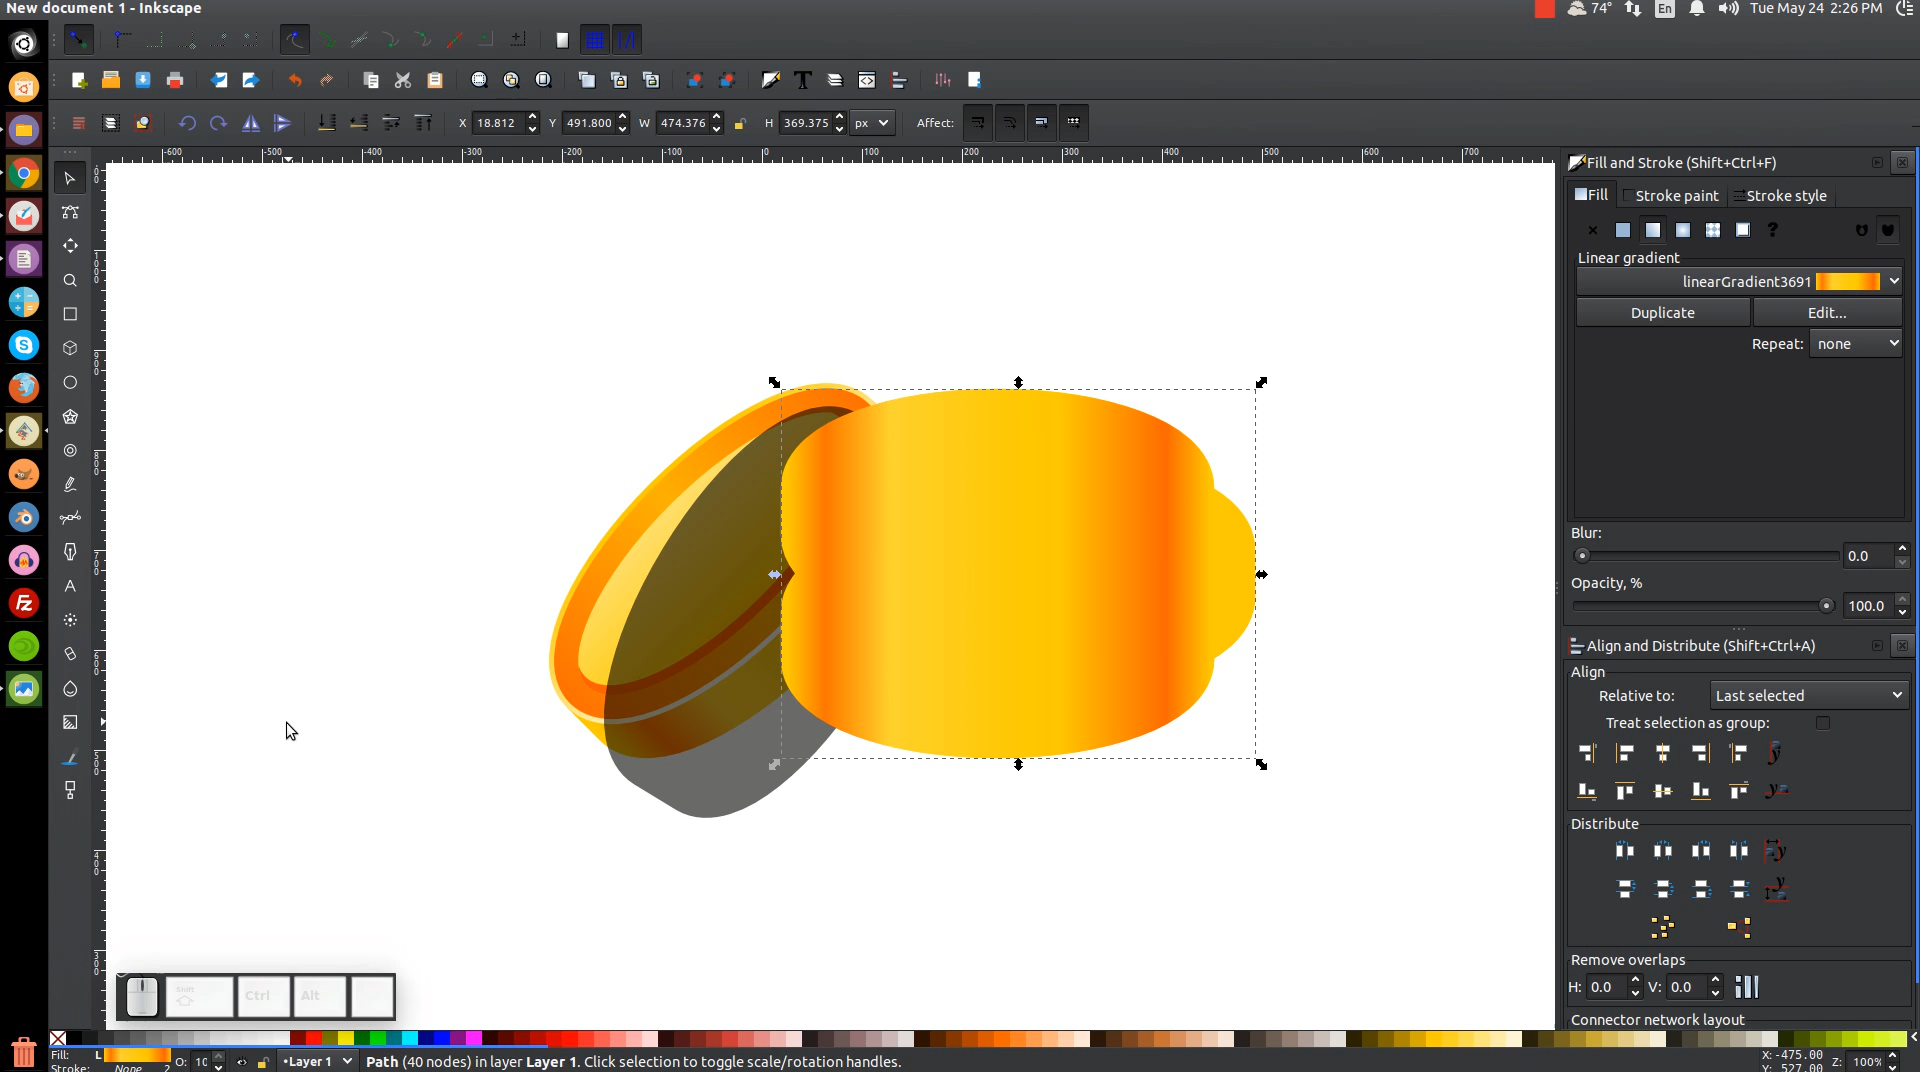 New document 1 - Inkscape
74°
En
Tue May 24 2:26 PM
X 18.812 Y 491.800 W 474.376 H 369.375 px Affect:
-600 -500 -400 -300 -200 -100 0 100 200 300 400 500 600 700
Fill and Stroke (Shift+Ctrl+F)
Fill Stroke paint Stroke style
Linear gradient
linearGradient3691
Duplicate Edit...
Repeat: none
Blur:
0.0
Opacity, %
100.0
Align and Distribute (Shift+Ctrl+A)
Align
Relative to: Last selected
Treat selection as group:
Distribute
Remove overlaps
H: 0.0 V: 0.0
Connector network layout
Shift Ctrl Alt
Fill: L O: 10 •Layer 1 Path (40 nodes) in layer Layer 1. Click selection to toggle scale/rotation handles. X: -475.00 Z: 100%
Stroke: None 2 Y: 527.00